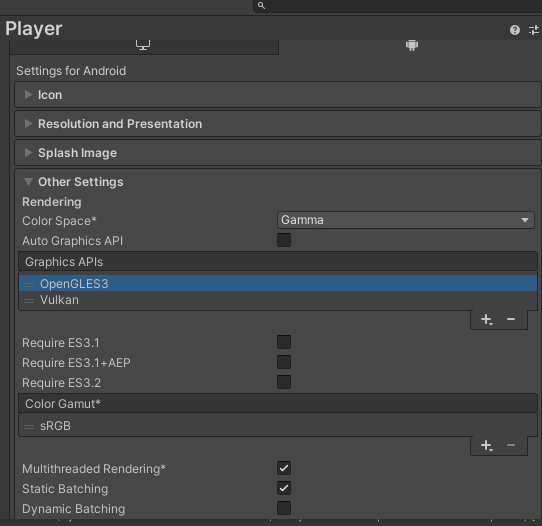 Player
Settings for Android
Icon
Resolution and Presentation
Splash Image
Other Settings
Rendering
Color Space* Gamma
Auto Graphics API
Graphics APIs
OpenGLES3
Vulkan
Require ES3.1
Require ES3.1+AEP
Require ES3.2
Color Gamut*
sRGB
Multithreaded Rendering*
Static Batching
Dynamic Batching